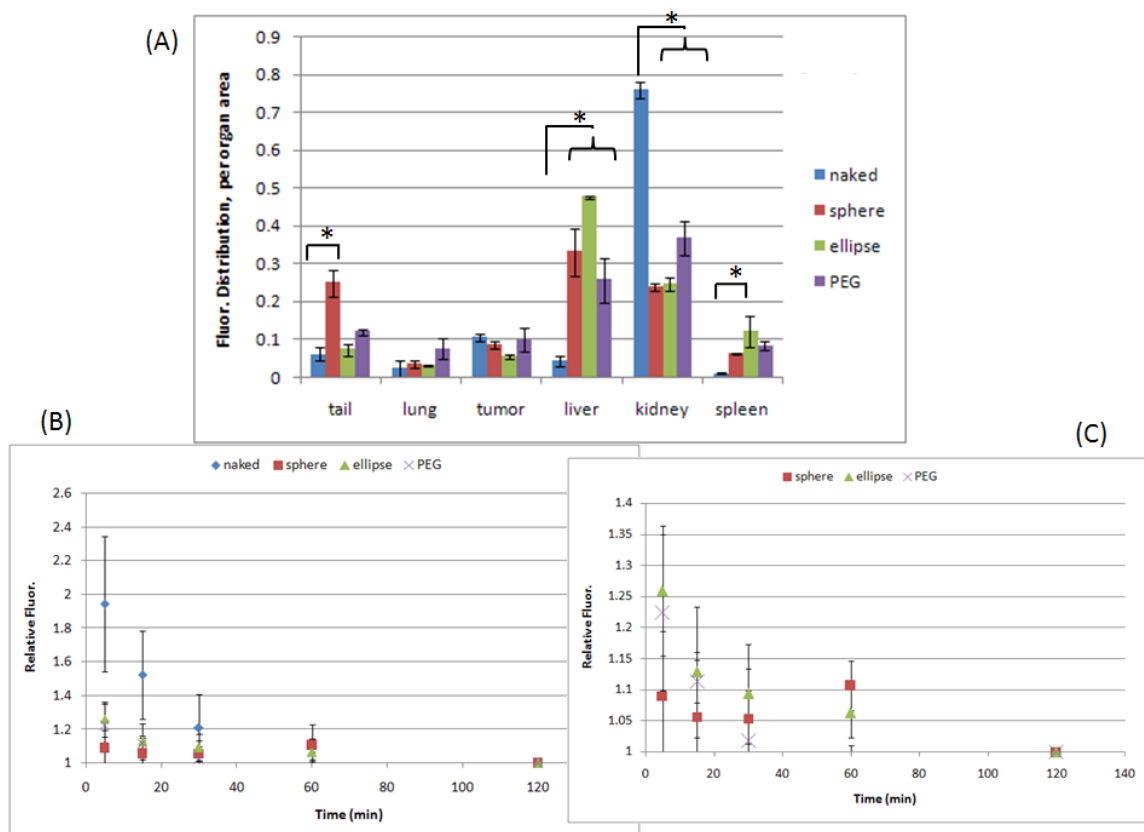 (A)
Fluor. Distribution, per organ area
0.9
0.8
0.7
0.6
0.5
0.4
0.3
0.2
0.1
0
*
*
*
*
tail lung tumor liver kidney spleen
naked
sphere
ellipse
PEG
(B)
naked sphere ellipse PEG
Relative Fluor.
2.6
2.4
2.2
2
1.8
1.6
1.4
1.2
1
0 20 40 60 80 100 120
Time (min)
(C)
sphere ellipse PEG
Relative Fluor.
1.4
1.35
1.3
1.25
1.2
1.15
1.1
1.05
1
0 20 40 60 80 100 120 140
Time (min)